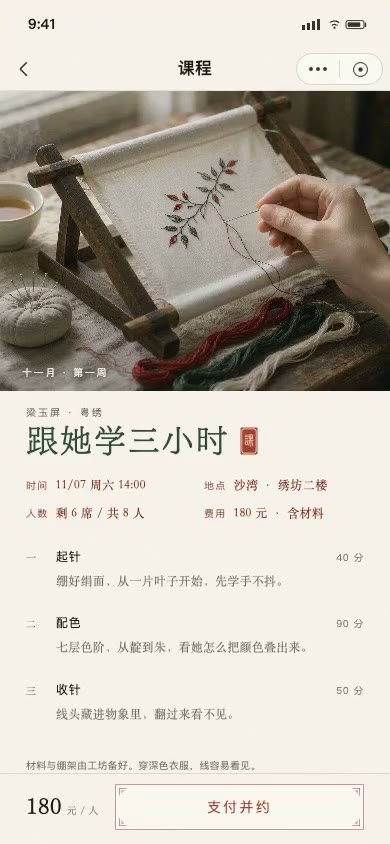 9:41
课程
十一月 · 第一周
梁玉屏 · 粤绣
跟她学三小时
时间 11/07 周六 14:00
地点 沙湾 · 绣坊二楼
人数 剩 6 席 / 共 8 人
费用 180 元 · 含材料
一 起针 40 分
绷好绢面，从一片叶子开始，先学手不抖。
二 配色 90 分
七层色阶，从靛到朱，看她怎么把颜色叠出来。
三 收针 50 分
线头藏进物象里，翻过来看不见。
材料与绷架由工坊备好。穿深色衣服，线容易看见。
180 元 / 人
支付并约